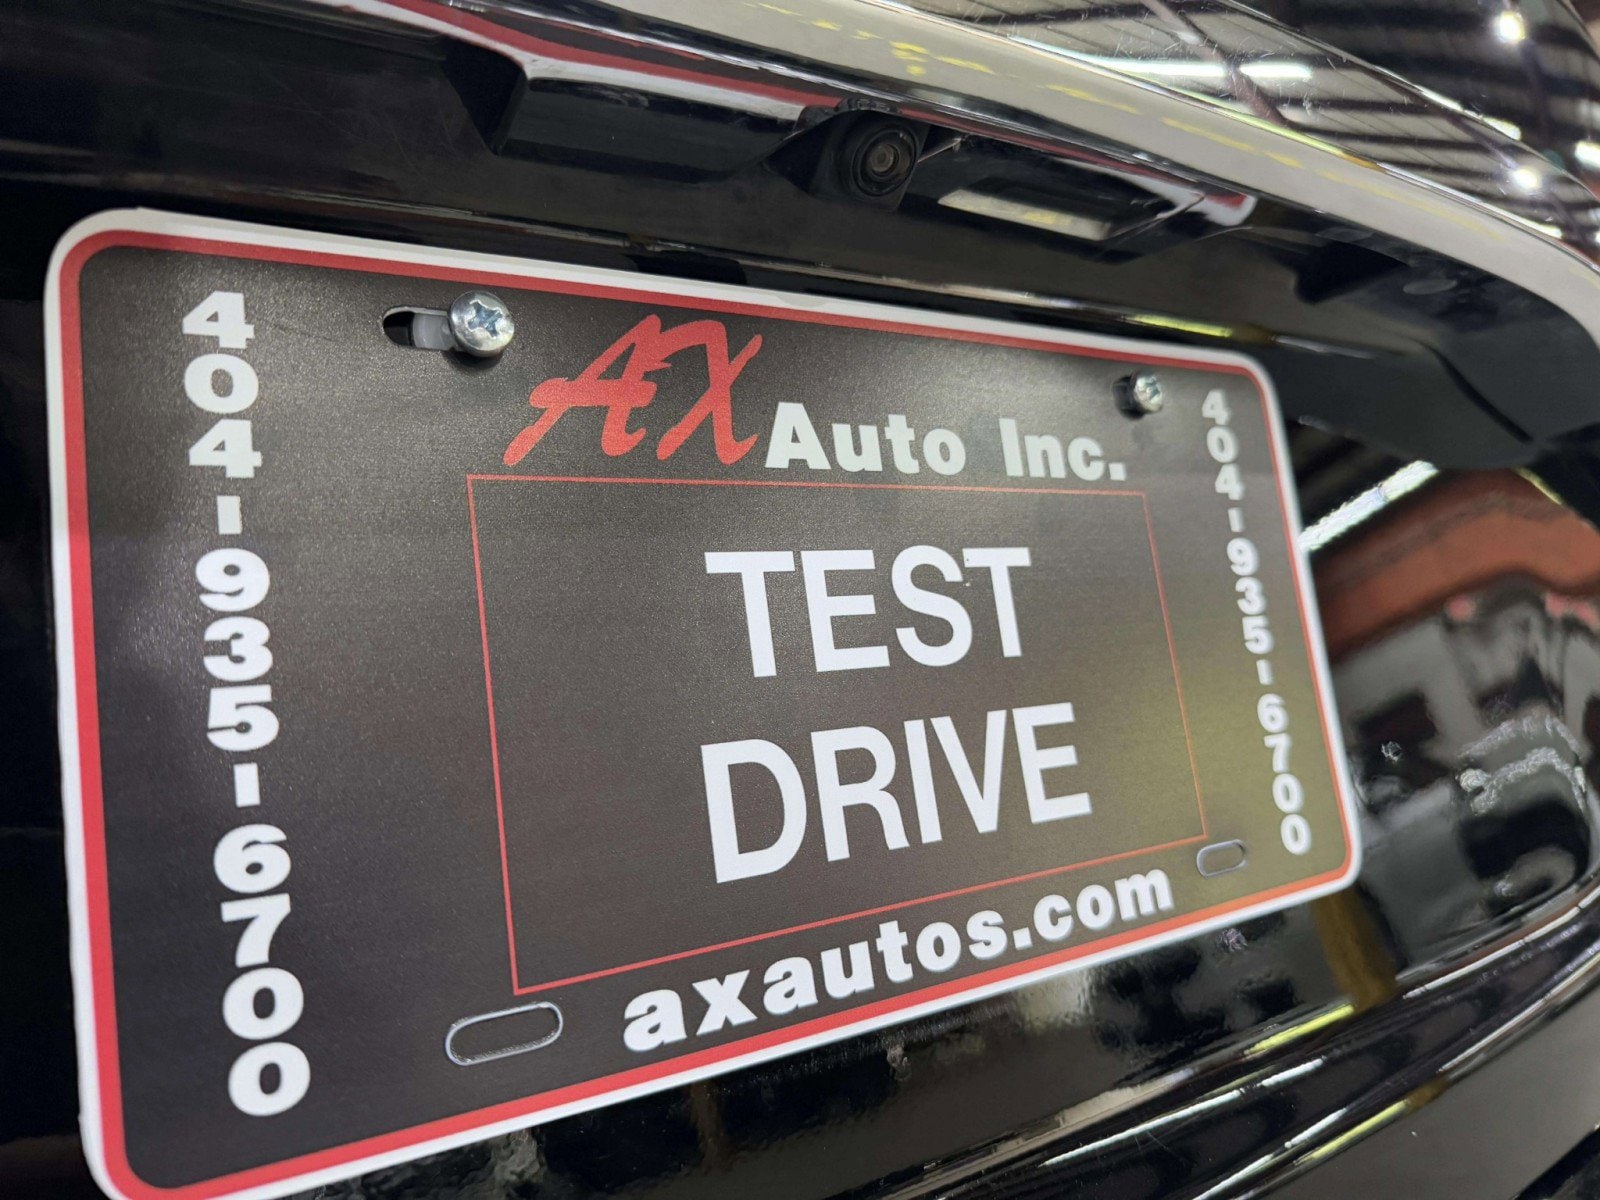 404-935-6700
AX Auto Inc.
404-935-6700
TEST
DRIVE
axautos.com